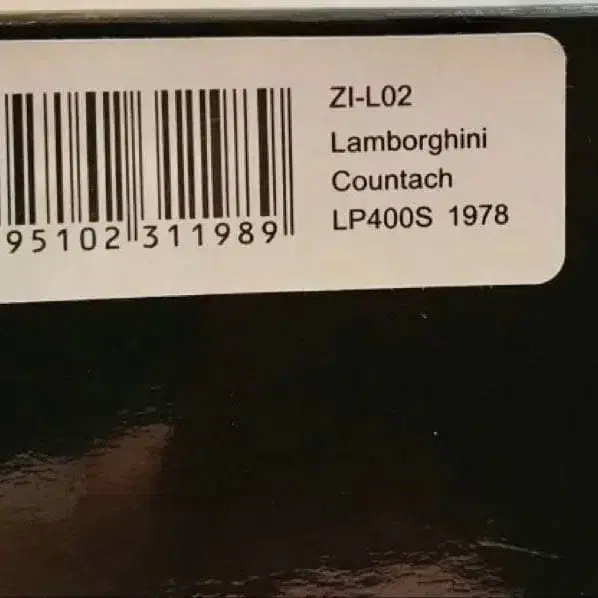 ZI-L02
Lamborghini
Countach
LP400S 1978
95102 311989